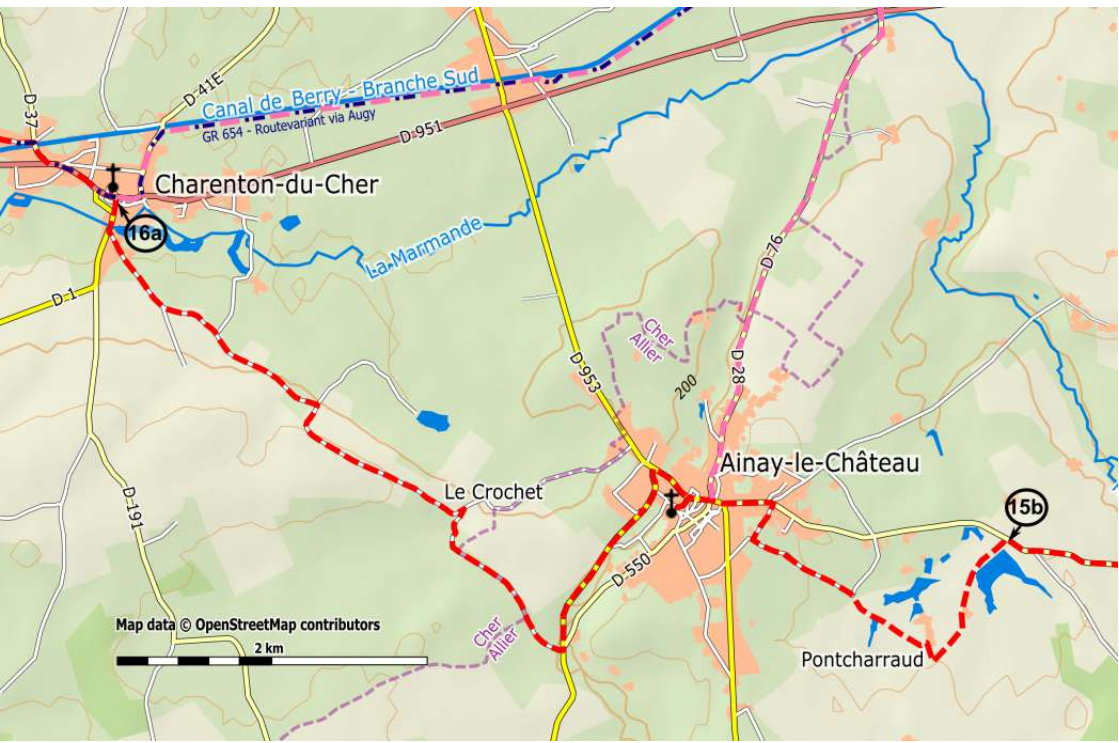 D-37
D-41E
Canal de Berry - Branche Sud
GR 654 - Routevariant via Augy
D 951
Charenton-du-Cher
16a
La Marmande
D-1
D-76
Cher
Allier
D-953
200
D-28
Ainay-le-Château
Le Crochet
D-191
15b
D-550
Map data © OpenStreetMap contributors
2 km
Cher
Allier
Pontcharraud